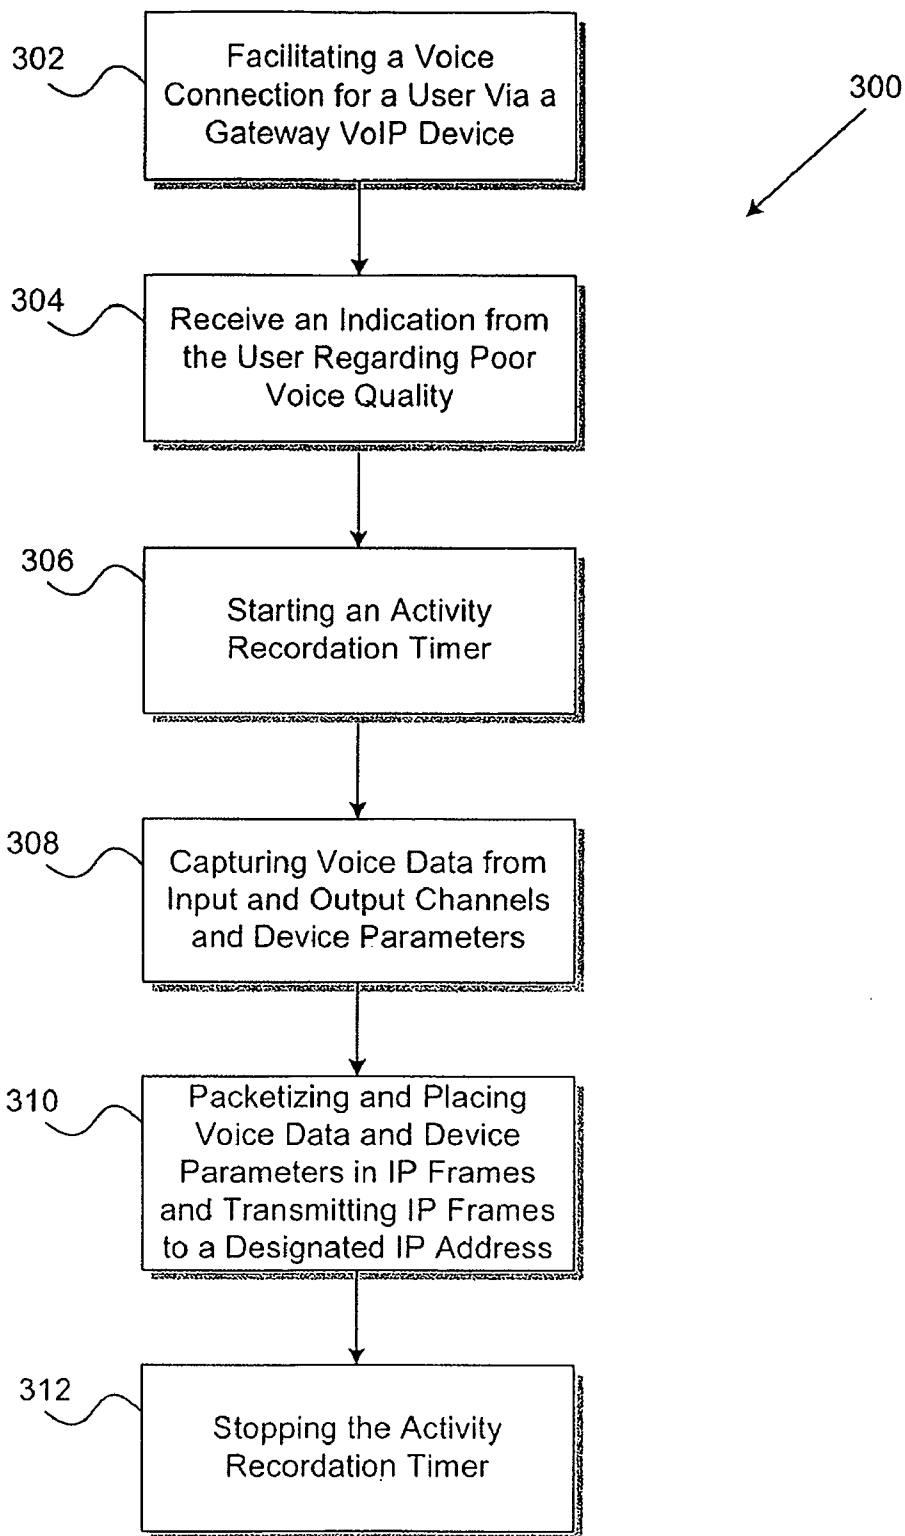 302
Facilitating a Voice
Connection for a User Via a
Gateway VoIP Device
300
304
Receive an Indication from
the User Regarding Poor
Voice Quality
306
Starting an Activity
Recordation Timer
308
Capturing Voice Data from
Input and Output Channels
and Device Parameters
310
Packetizing and Placing
Voice Data and Device
Parameters in IP Frames
and Transmitting IP Frames
to a Designated IP Address
312
Stopping the Activity
Recordation Timer